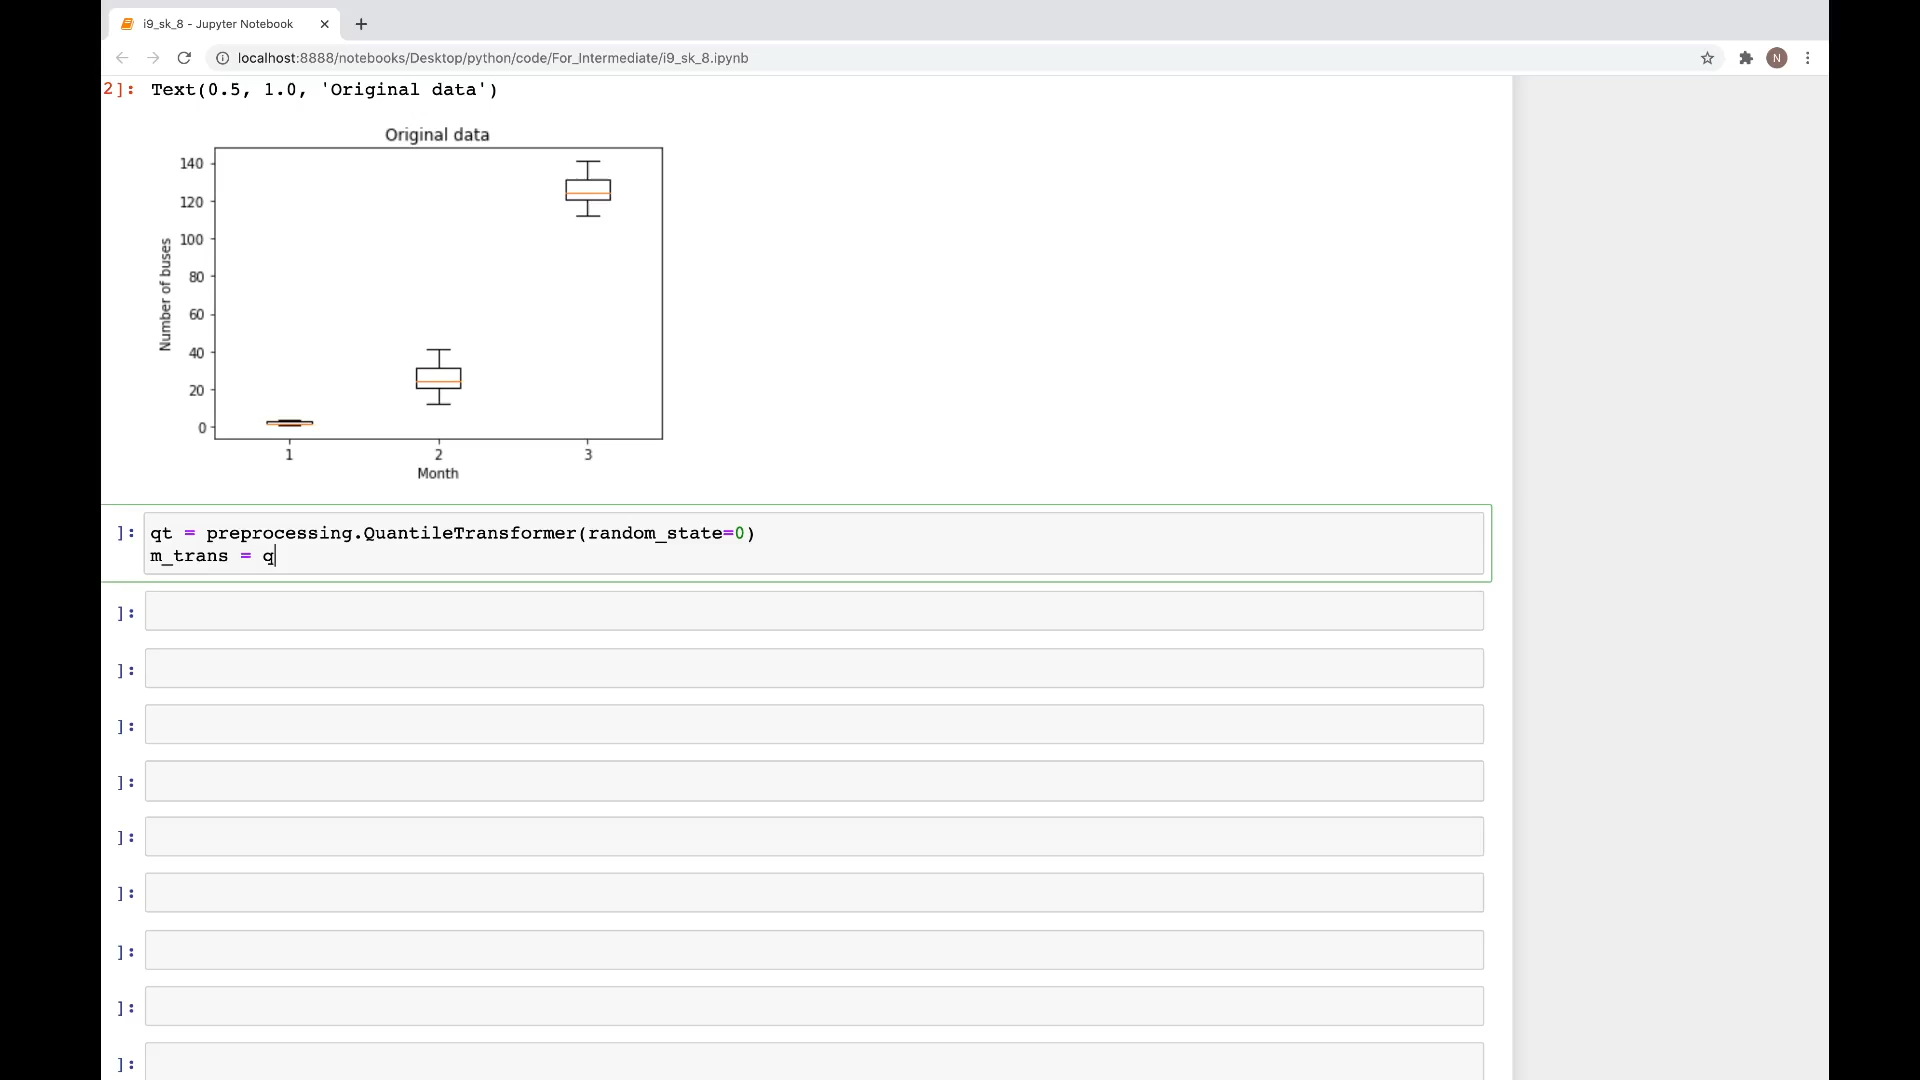 i9_sk_8 - Jupyter Notebook
localhost:8888/notebooks/Desktop/python/code/For_Intermediate/i9_sk_8.ipynb
N
2]: Text(0.5, 1.0, 'Original data')
Original data
140
120
100
80
60
40
20
0
Number of buses
1 2 3
Month
]: qt = preprocessing.QuantileTransformer(random_state=0)
m_trans = q
]:
]:
]:
]:
]:
]:
]:
]:
]: